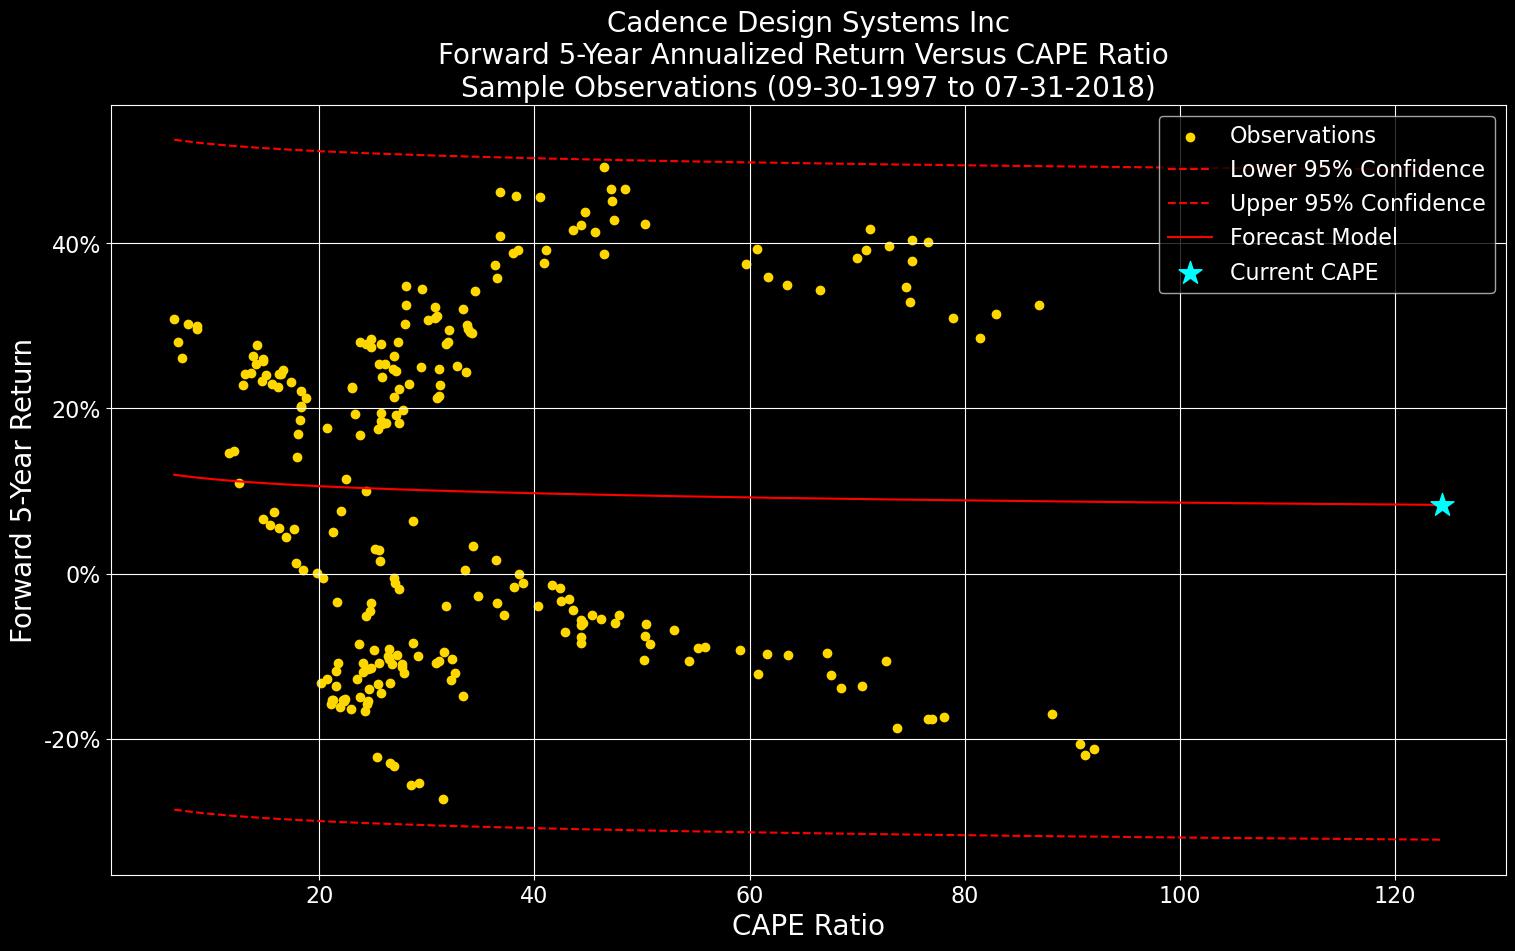 Cadence Design Systems Inc
Forward 5-Year Annualized Return Versus CAPE Ratio
Sample Observations (09-30-1997 to 07-31-2018)
Observations
Lower 95% Confidence
Upper 95% Confidence
Forecast Model
Current CAPE
Forward 5-Year Return
40%
20%
0%
-20%
20
40
60
80
100
120
CAPE Ratio